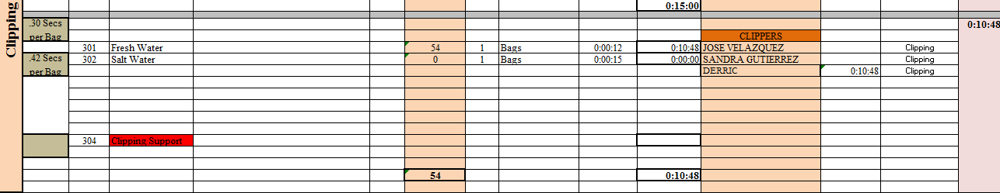 0:15:00
Clipping
.30 Secs
per Bag
0:10:48
CLIPPERS
301 Fresh Water 54 1 Bags 0:00:12 0:10:48 JOSE VELAZQUEZ Clipping
302 Salt Water 0 1 Bags 0:00:15 0:00:00 SANDRA GUTIERREZ Clipping
.42 Secs
per Bag
DERRIC 0:10:48 Clipping
304 Clipping Support
54 0:10:48